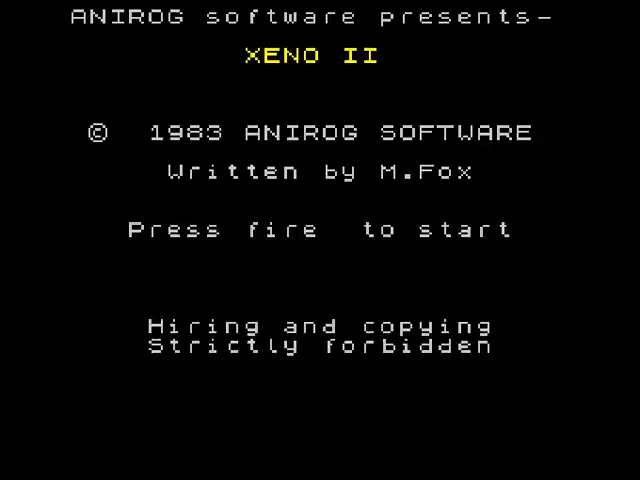 ANIROG software presents-
XENO II
© 1983 ANIROG SOFTWARE
Written by M.Fox
Press fire to start
Hiring and copying
Strictly forbidden